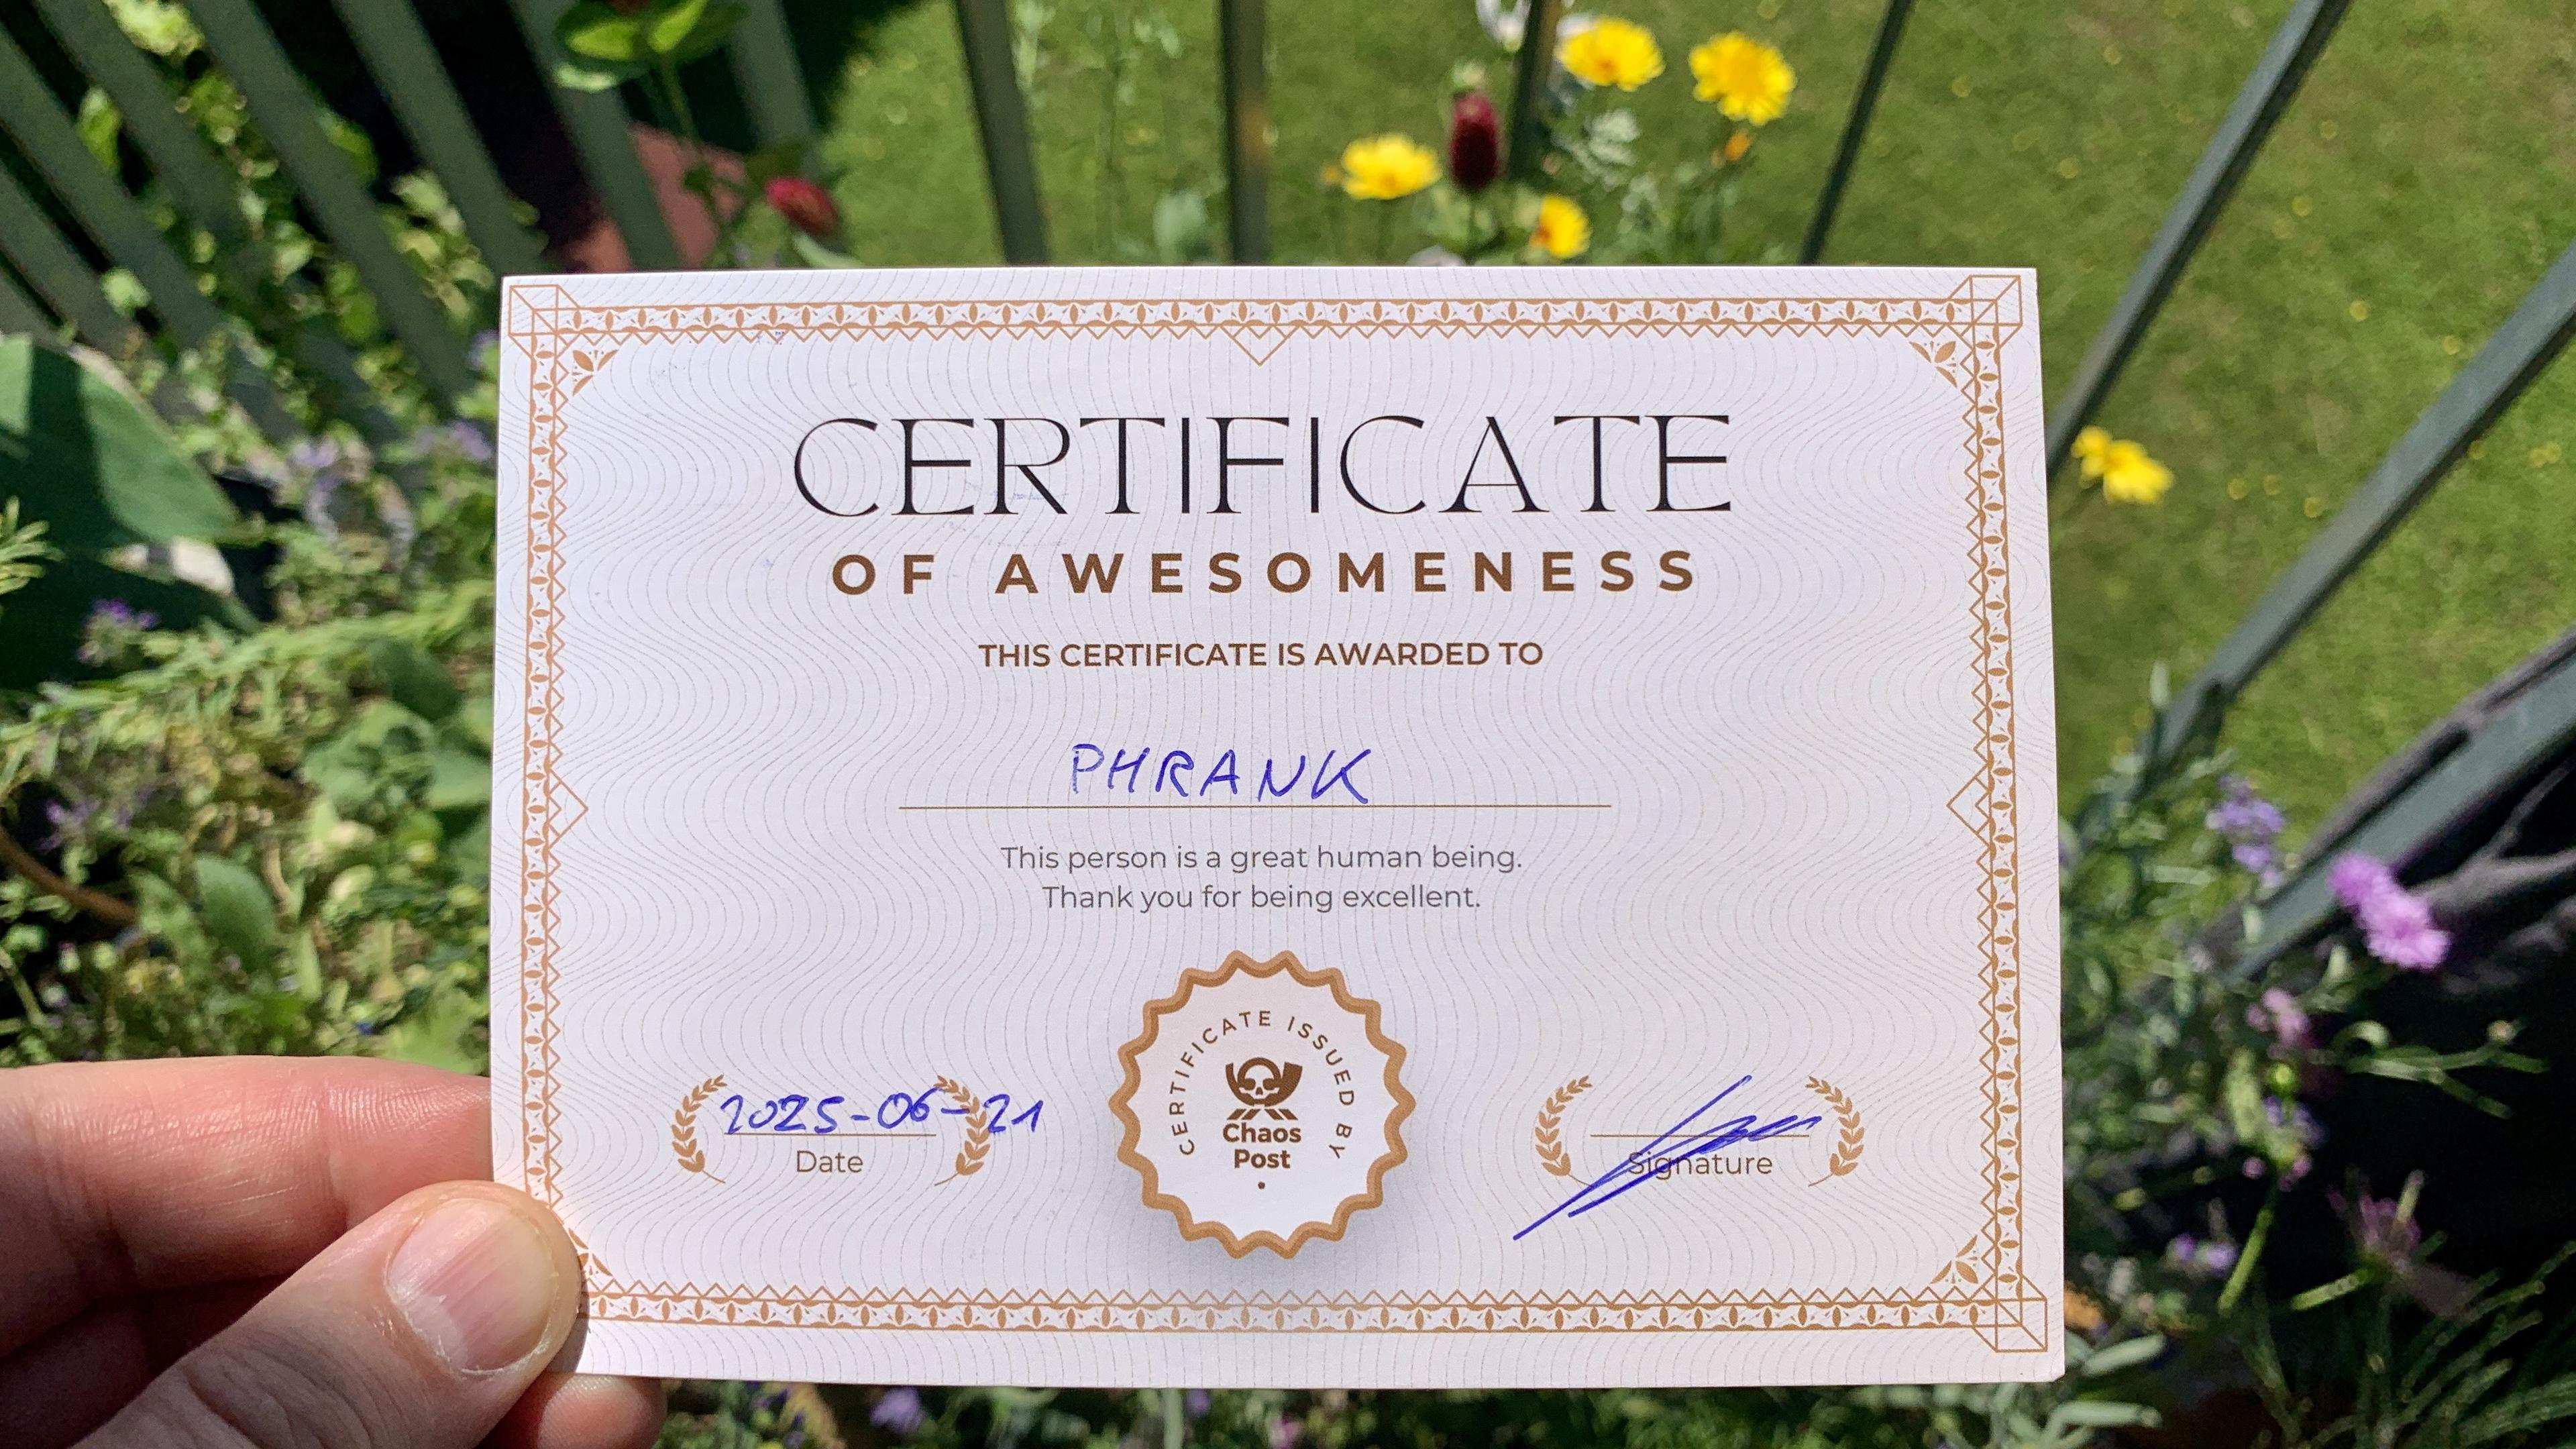 CERTIFICATE
OF AWESOMENESS
THIS CERTIFICATE IS AWARDED TO
PHRANK
This person is a great human being.
Thank you for being excellent.
2025-06-21
Date
CERTIFICATE ISSUED BY
Chaos
Post
Signature